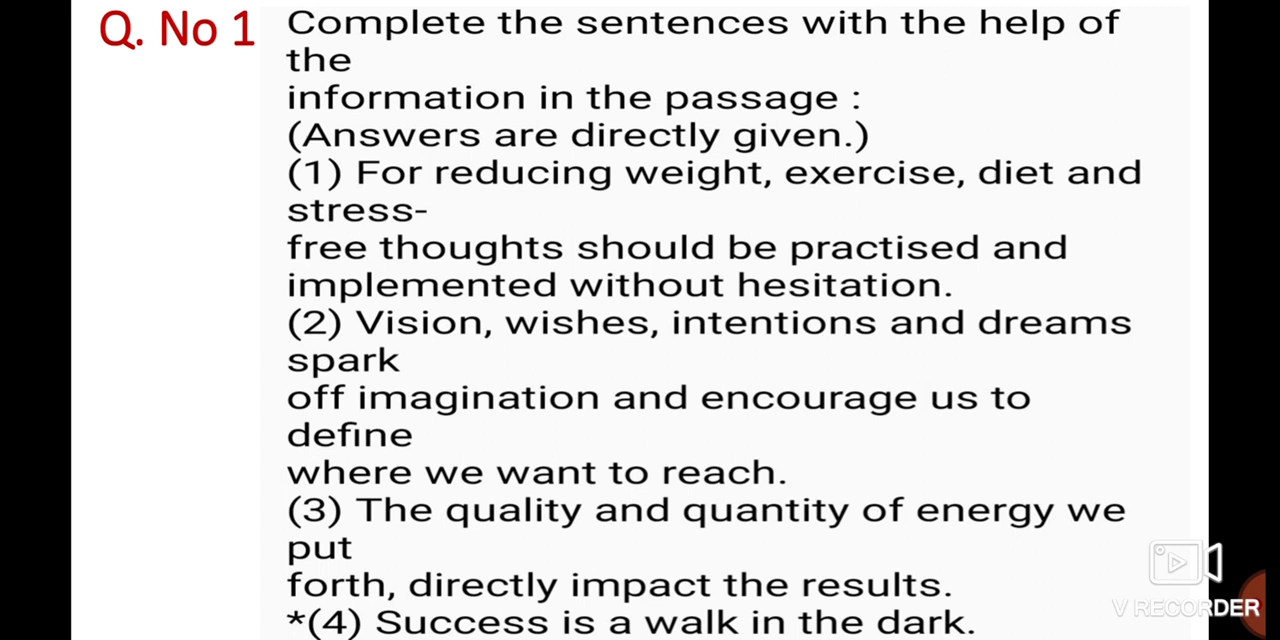 Q. No 1
Complete the sentences with the help of
the
information in the passage :
(Answers are directly given.)
(1) For reducing weight, exercise, diet and
stress-
free thoughts should be practised and
implemented without hesitation.
(2) Vision, wishes, intentions and dreams
spark
off imagination and encourage us to
define
where we want to reach.
(3) The quality and quantity of energy we
put
forth, directly impact the results.
*(4) Success is a walk in the dark.
V RECORDER